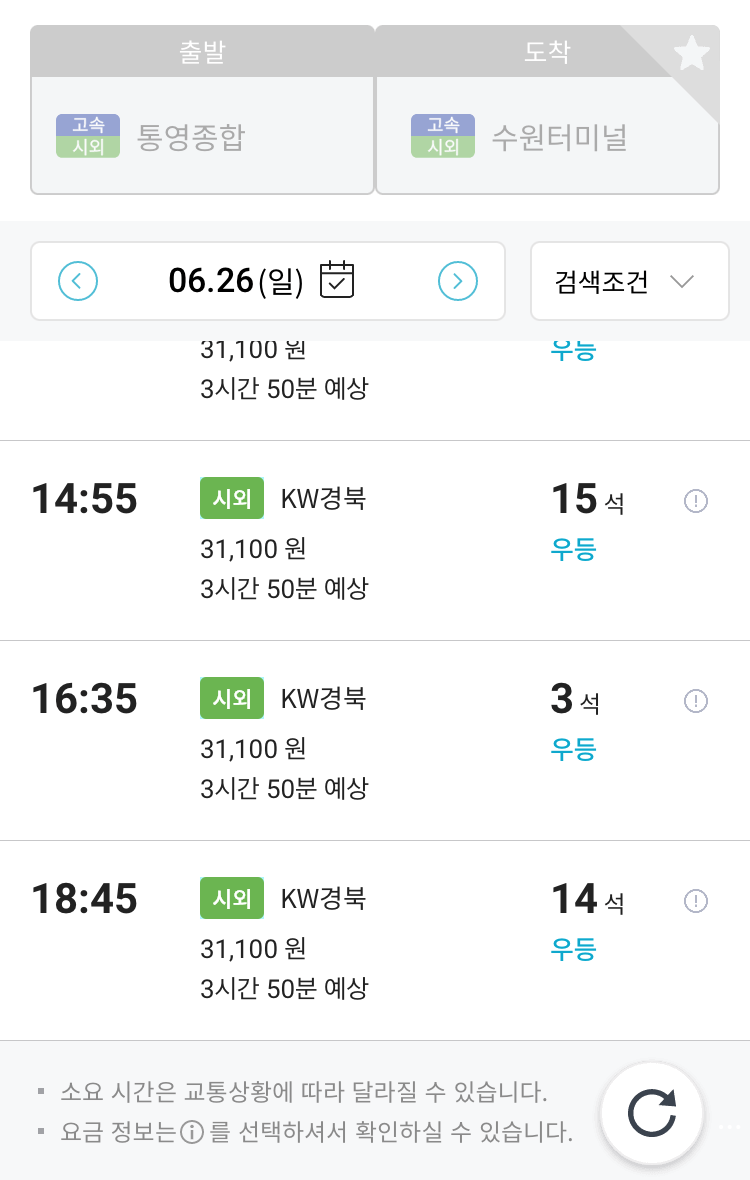 출발
도착
고속
시외
통영종합
고속
시외
수원터미널
06.26(일)
검색조건
31,100 원
우등
3시간 50분 예상
14:55
시외
KW경북
15 석
31,100 원
우등
3시간 50분 예상
16:35
시외
KW경북
3 석
31,100 원
우등
3시간 50분 예상
18:45
시외
KW경북
14 석
31,100 원
우등
3시간 50분 예상
▪ 소요 시간은 교통상황에 따라 달라질 수 있습니다.
▪ 요금 정보는ⓘ를 선택하셔서 확인하실 수 있습니다.